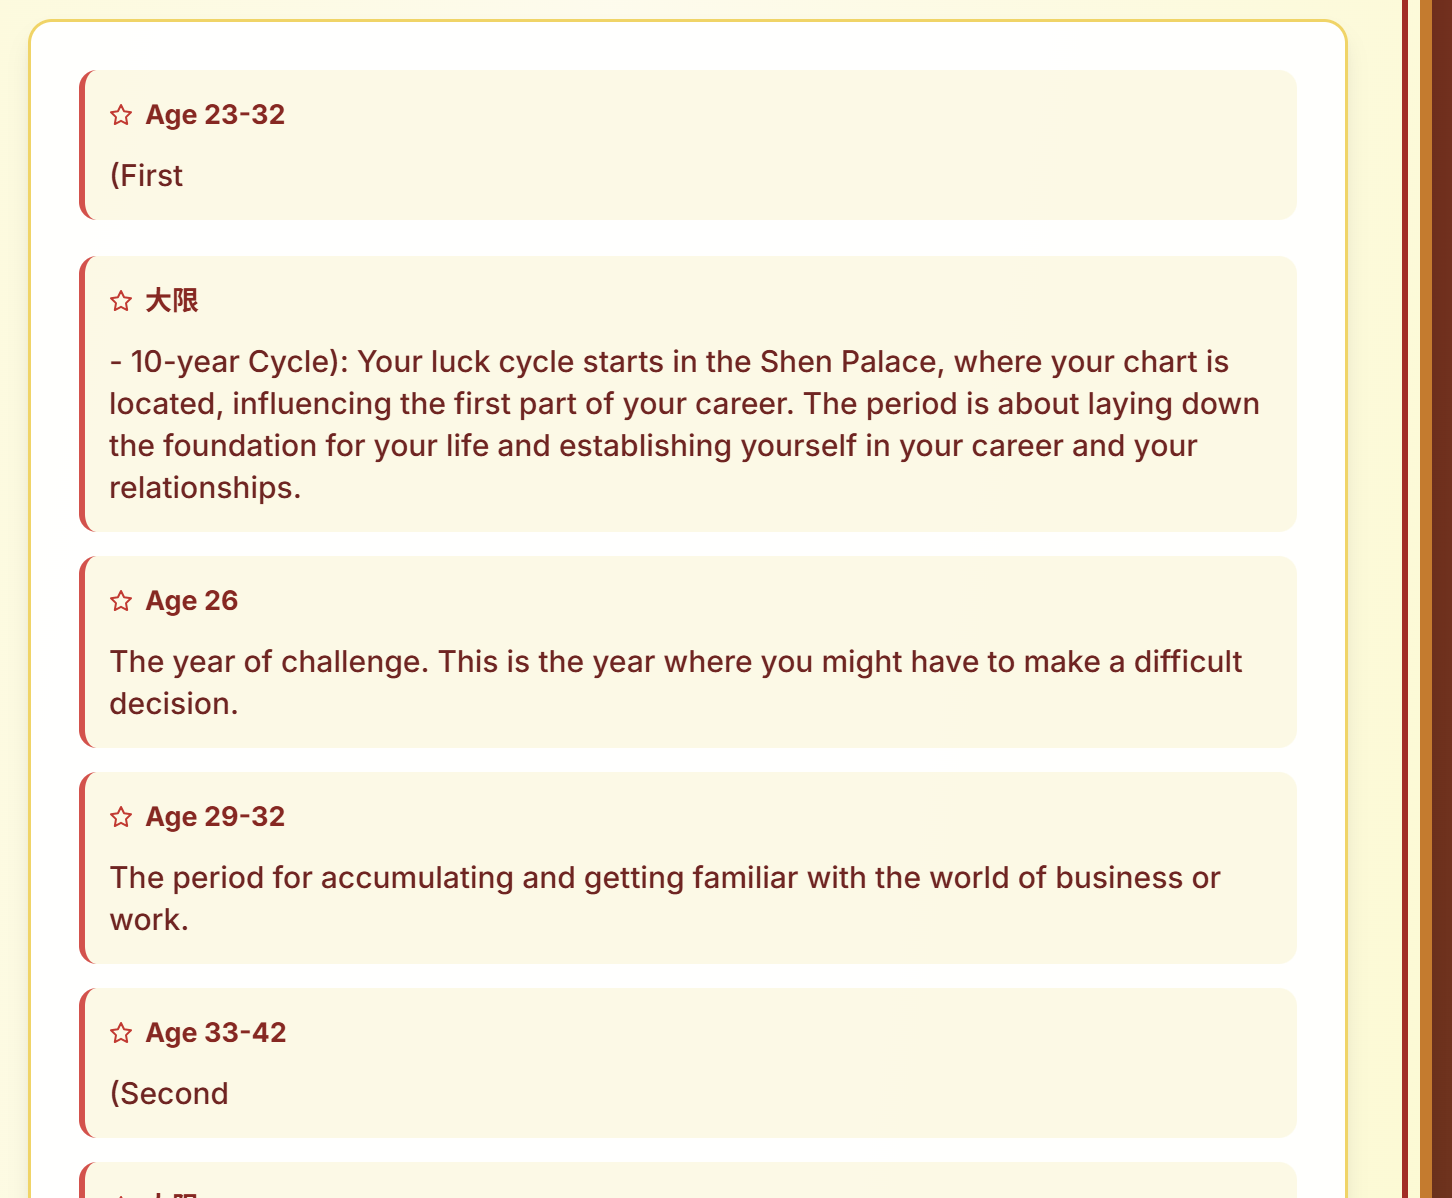 Age 23-32
(First
大限
- 10-year Cycle): Your luck cycle starts in the Shen Palace, where your chart is
located, influencing the first part of your career. The period is about laying down
the foundation for your life and establishing yourself in your career and your
relationships.
Age 26
The year of challenge. This is the year where you might have to make a difficult
decision.
Age 29-32
The period for accumulating and getting familiar with the world of business or
work.
Age 33-42
(Second